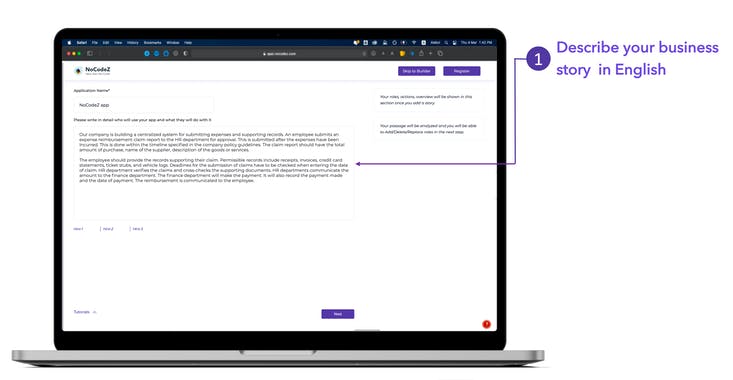 Safari File Edit View History Bookmarks Window Help
Thu 4 Mar 1:42 PM
app.nocodez.com
NoCodeZ
Skip to Builder
Register
Application Name*
NoCodeZ app
Please write in detail who will use your app and what they will do with it
Our company is building a centralized system for submitting expenses and supporting records. An employee submits an
expense reimbursement claim report to the HR department for approval. This is submitted after the expenses have been
incurred. This is done within the timeline specified in the company policy guidelines. The claim report should have the total
amount of purchase, name of the supplier, description of the goods or services.
The employee should provide the records supporting their claim. Permissible records include receipts, invoices, credit card
statements, ticket stubs, and vehicle logs. Deadlines for the submission of claims have to be checked when entering the date
of claim. HR department verifies the claims and cross checks the supporting documents. HR departments communicate the
amount to the finance department. The finance department will make the payment. It will also record the payment made
and the date of payment. The reimbursement is communicated to the employee.
Your roles, actions, overview will be shown in this
section once you add a story.
Your passage will be analyzed and you will be able
to Add/Delete/Replace roles in the next step.
Tutorials
Next
?
1
Describe your business
story in English